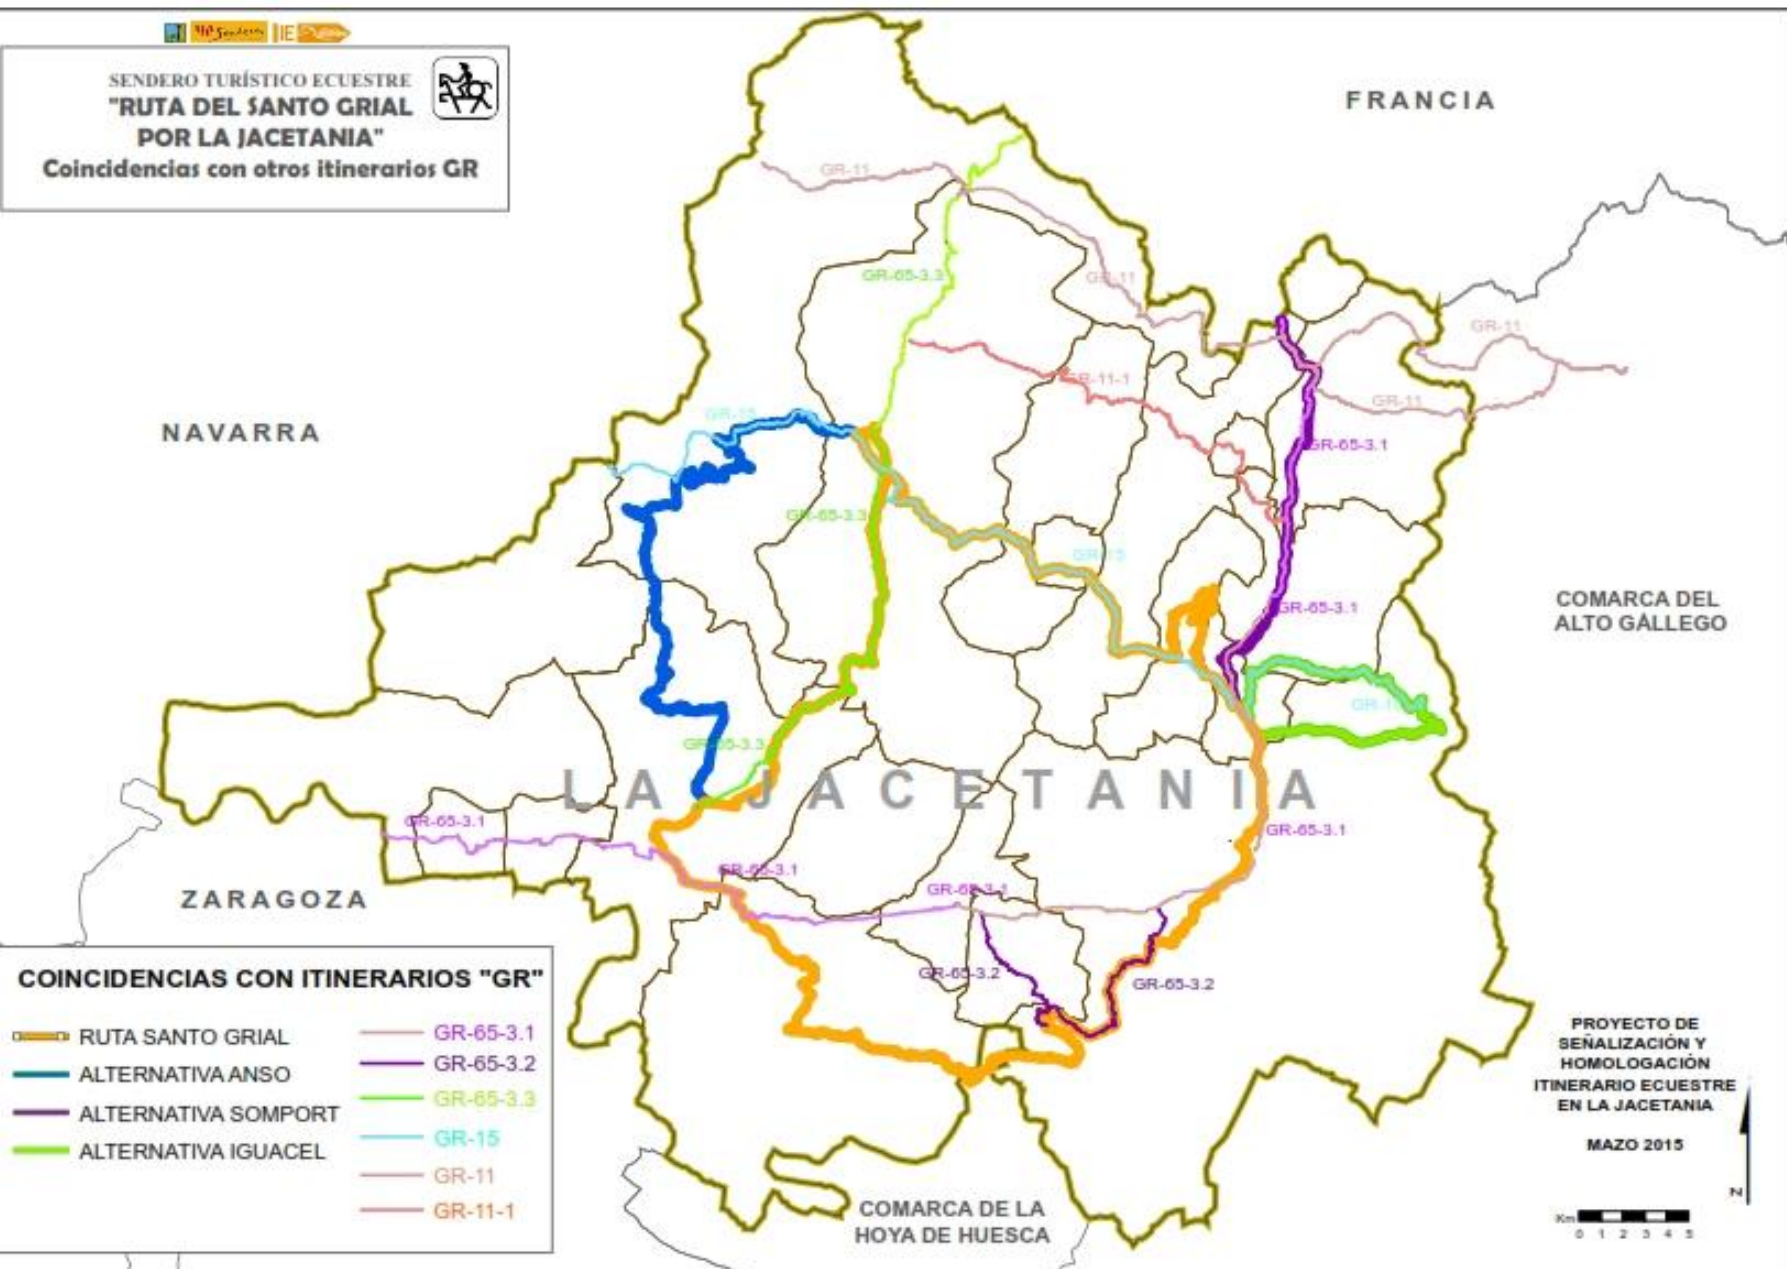 SENDERO TURÍSTICO ECUESTRE
"RUTA DEL SANTO GRIAL
POR LA JACETANIA"
Coincidencias con otros itinerarios GR
FRANCIA
GR-11
GR-65-3.3
GR-11
GR-11
GR-11-1
GR-11
NAVARRA
GR-15
GR-65-3.1
GR-65-3.3
GR-15
GR-65-3.1
COMARCA DEL
ALTO GÁLLEGO
GR-65-3.3
LA JACETANIA
GR-65-3.1
GR-65-3.1
GR-65-3.1
GR-65-3.1
ZARAGOZA
GR-65-3.2
GR-65-3.2
COINCIDENCIAS CON ITINERARIOS "GR"
RUTA SANTO GRIAL
ALTERNATIVA ANSO
ALTERNATIVA SOMPORT
ALTERNATIVA IGUACEL
GR-65-3.1
GR-65-3.2
GR-65-3.3
GR-15
GR-11
GR-11-1
COMARCA DE LA
HOYA DE HUESCA
PROYECTO DE
SEÑALIZACIÓN Y
HOMOLOGACIÓN
ITINERARIO ECUESTRE
EN LA JACETANIA
MAZO 2015
N
Km
0 1 2 3 4 5